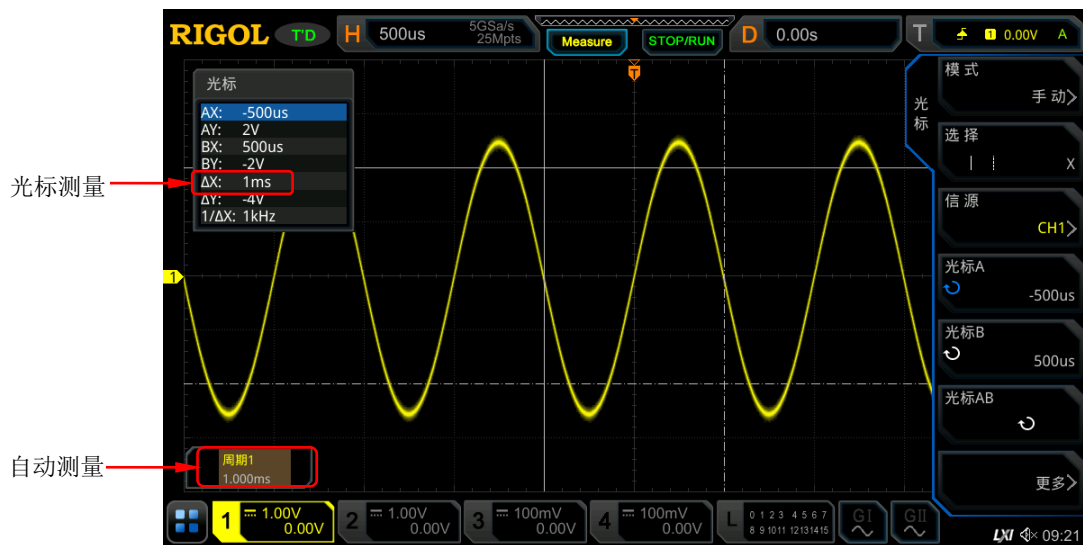 RIGOL T'D H 500us 5GSa/s 25Mpts Measure STOP/RUN D 0.00s T 1 0.00V A
T
光标
AX: -500us
AY: 2V
BX: 500us
BY: -2V
ΔX: 1ms
ΔY: -4V
1/ΔX: 1kHz
光标测量
自动测量
1
周期1
1.000ms
光标
模式
手动
选择
X
信源
CH1
光标A
-500us
光标B
500us
光标AB
更多
1 1.00V 0.00V
2 1.00V 0.00V
3 100mV 0.00V
4 100mV 0.00V
L 0 1 2 3 4 5 6 7
8 9 10 11 12 13 14 15
GI GII
LXI 09:21